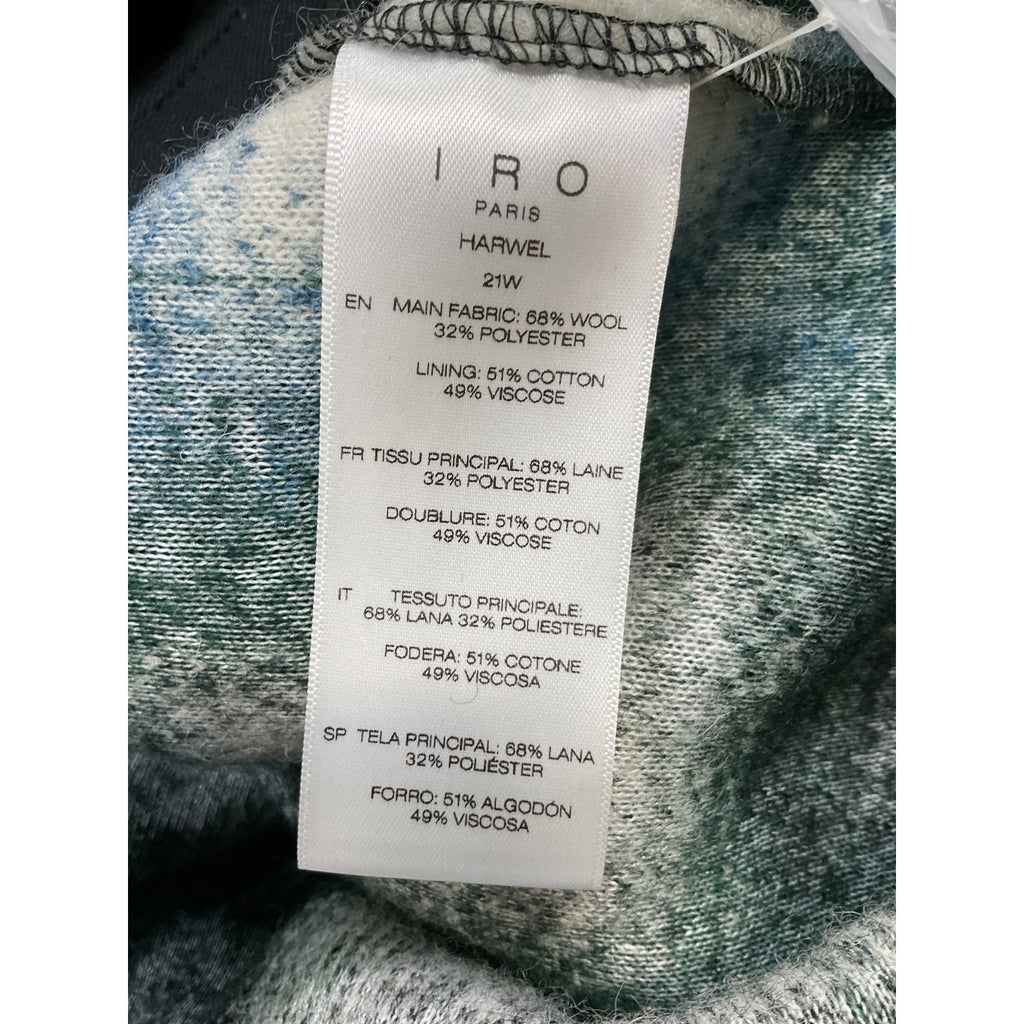 IRO
PARIS
HARWEL
21W
EN MAIN FABRIC: 68% WOOL
32% POLYESTER
LINING: 51% COTTON
49% VISCOSE
FR TISSU PRINCIPAL: 68% LAINE
32% POLYESTER
DOUBLURE: 51% COTON
49% VISCOSE
IT TESSUTO PRINCIPALE:
68% LANA 32% POLIESTERE
FODERA: 51% COTONE
49% VISCOSA
SP TELA PRINCIPAL: 68% LANA
32% POLIÉSTER
FORRO: 51% ALGODÓN
49% VISCOSA